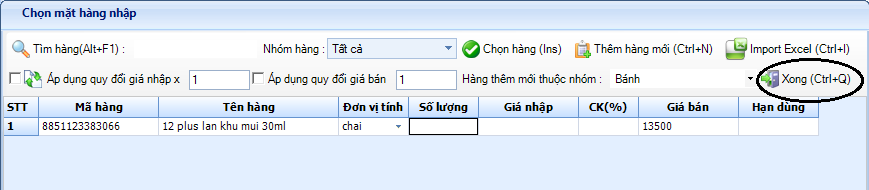 Chọn mặt hàng nhập
Tìm hàng(Alt+F1) : Nhóm hàng : Tất cả Chọn hàng (Ins) Thêm hàng mới (Ctrl+N) Import Excel (Ctrl+I)
Áp dụng quy đổi giá nhập x 1 Áp dụng quy đổi giá bán 1 Hàng thêm mới thuộc nhóm : Bánh Xong (Ctrl+Q)
STT Mã hàng Tên hàng Đơn vị tính Số lượng Giá nhập CK(%) Giá bán Hạn dùng
1 8851123383066 12 plus lan khu mui 30ml chai 13500